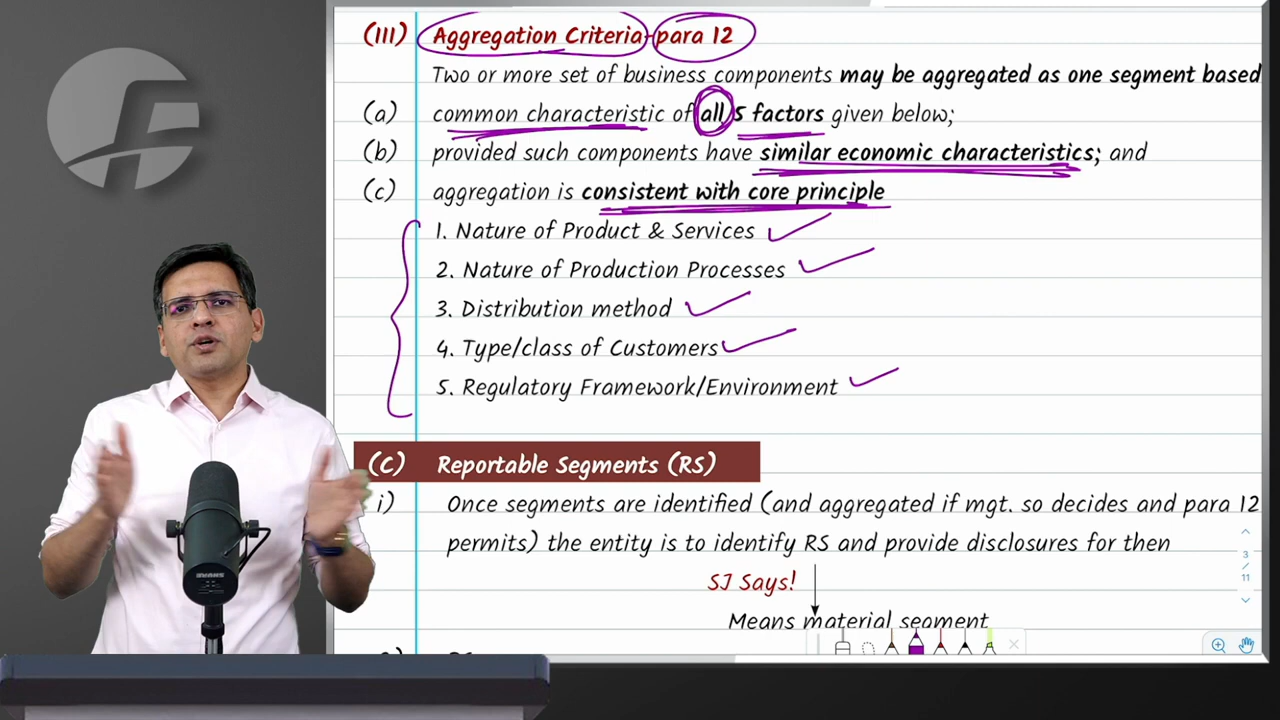 (III) Aggregation Criteria-para 12
Two or more set of business components may be aggregated as one segment based
(a) common characteristic of all 5 factors given below;
(b) provided such components have similar economic characteristics; and
(c) aggregation is consistent with core principle
1. Nature of Product & Services
2. Nature of Production Processes
3. Distribution method
4. Type/class of Customers
5. Regulatory Framework/Environment
(C) Reportable Segments (RS)
i) Once segments are identified (and aggregated if mgt. so decides and para 12
permits) the entity is to identify RS and provide disclosures for then
SJ Says!
Means material segment
3
/
11
SHURE